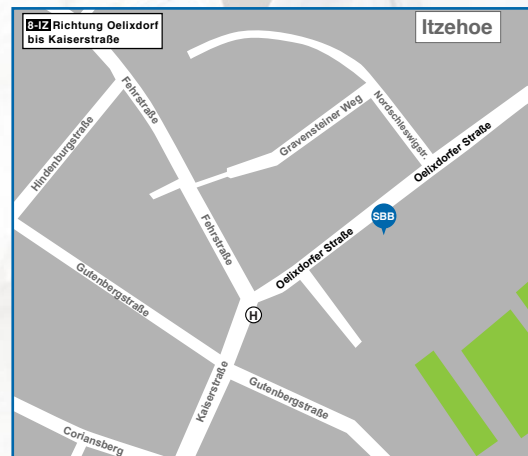 8-IZ Richtung Oelixdorf
bis Kaiserstraße
Itzehoe
Fehrstraße
Hindenburgstraße
Gravensteiner Weg
Nordschleswigstr.
Oelixdorfer Straße
SBB
Fehrstraße
Oelixdorfer Straße
Gutenbergstraße
H
Kaiserstraße
Gutenbergstraße
Coriansberg